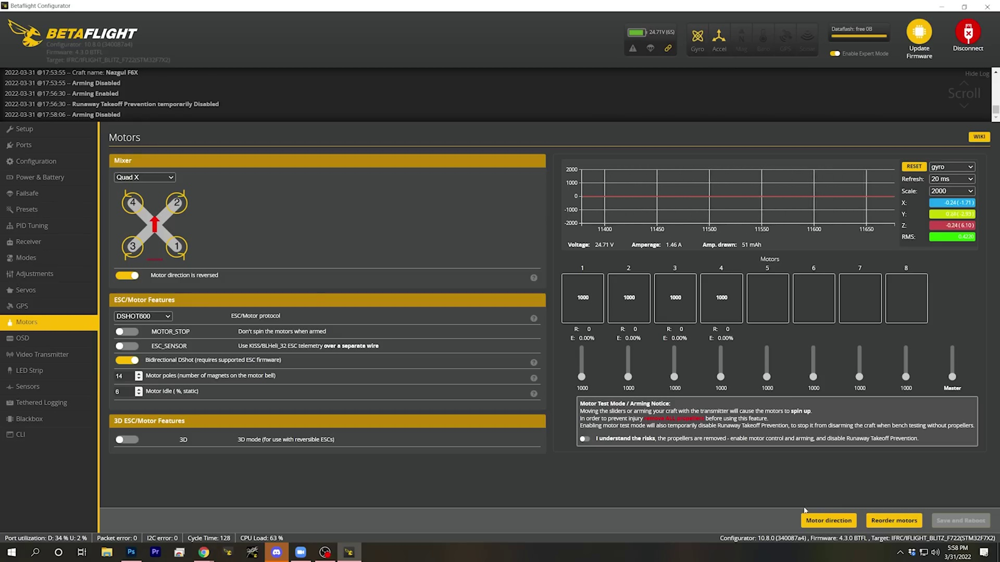 Betaflight Configurator
BETAFLIGHT
Configurator: 10.8.0 (340087a4)
Firmware: 4.3.0 BTFL
Target: IFRC/IFLIGHT_BLITZ_F722(STM32F7X2)
24.71V (6S)
Gyro
Accel
Mag
Baro
GPS
Sonar
Dataflash: free 0B
Enable Expert Mode
Update
Firmware
Disconnect
2022-03-31 @17:53:55 -- Craft name: Nazgul F6X
2022-03-31 @17:53:55 -- Arming Disabled
2022-03-31 @17:56:30 -- Arming Enabled
2022-03-31 @17:56:30 -- Runaway Takeoff Prevention temporarily Disabled
2022-03-31 @17:58:06 -- Arming Disabled
Hide Log
Scroll
Setup
Ports
Configuration
Power & Battery
Failsafe
Presets
PID Tuning
Receiver
Modes
Adjustments
Servos
GPS
Motors
OSD
Video Transmitter
LED Strip
Sensors
Tethered Logging
Blackbox
CLI
Motors
WIKI
Mixer
Quad X
4 2
3 1
Motor direction is reversed
ESC/Motor Features
DSHOT600 ESC/Motor protocol
MOTOR_STOP Don't spin the motors when armed
ESC_SENSOR Use KISS/BLHeli_32 ESC telemetry over a separate wire
Bidirectional DShot (requires supported ESC firmware)
14 Motor poles (number of magnets on the motor bell)
6 Motor Idle ( %, static)
3D ESC/Motor Features
3D 3D mode (for use with reversible ESCs)
2000
1000
0
-1000
-2000
11400 11450 11500 11550 11600 11650
RESET gyro
Refresh: 20 ms
Scale: 2000
X: -0.24 ( -1.71)
Y: 0.24 ( -2.93)
Z: -0.24 ( 6.10)
RMS: 0.4220
Voltage: 24.71 V Amperage: 1.46 A Amp. drawn: 51 mAh
Motors
1 2 3 4 5 6 7 8
1000 1000 1000 1000
R: 0 R: 0 R: 0 R: 0
E: 0.00% E: 0.00% E: 0.00% E: 0.00%
1000 1000 1000 1000 1000 1000 1000 1000 Master
Motor Test Mode / Arming Notice:
Moving the sliders or arming your craft with the transmitter will cause the motors to spin up.
In order to prevent injury remove ALL propellers before using this feature.
Enabling motor test mode will also temporarily disable Runaway Takeoff Prevention, to stop it from disarming the craft when bench testing without propellers.
I understand the risks, the propellers are removed - enable motor control and arming, and disable Runaway Takeoff Prevention.
Motor direction
Reorder motors
Save and Reboot
Port utilization: D: 34 % U: 2 % Packet error: 0 I2C error: 0 Cycle Time: 128 CPU Load: 63 %
Configurator: 10.8.0 (340087a4) , Firmware: 4.3.0 BTFL , Target: IFRC/IFLIGHT_BLITZ_F722(STM32F7X2)
Ps
Pr
5:58 PM
3/31/2022